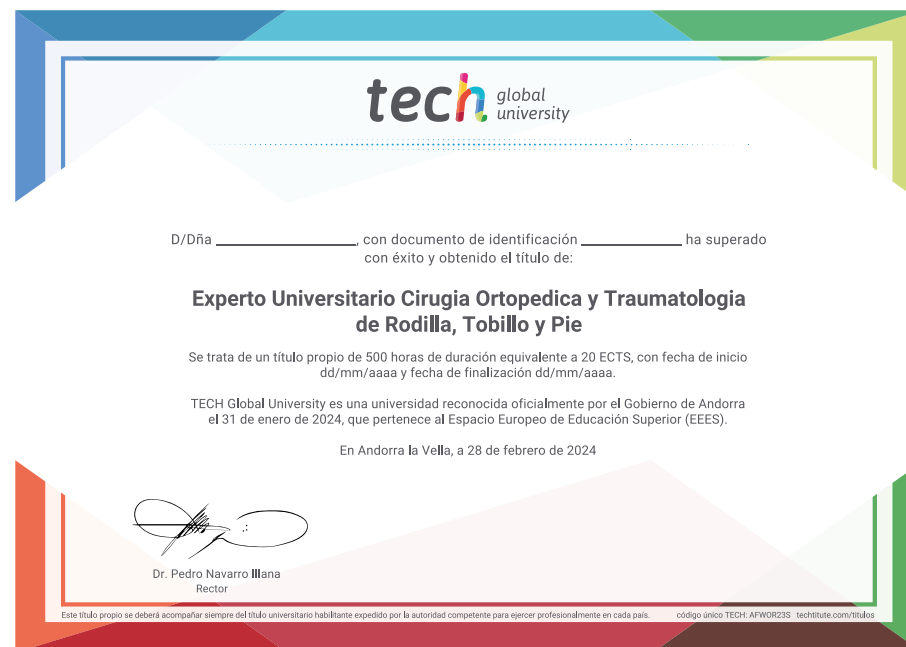 tech global university
D/Dña ____________________, con documento de identificación ______________ ha superado
con éxito y obtenido el título de:
Experto Universitario Cirugia Ortopedica y Traumatologia
de Rodilla, Tobillo y Pie
Se trata de un título propio de 500 horas de duración equivalente a 20 ECTS, con fecha de inicio
dd/mm/aaaa y fecha de finalización dd/mm/aaaa.
TECH Global University es una universidad reconocida oficialmente por el Gobierno de Andorra
el 31 de enero de 2024, que pertenece al Espacio Europeo de Educación Superior (EEES).
En Andorra la Vella, a 28 de febrero de 2024
Dr. Pedro Navarro Illana
Rector
Este título propio se deberá acompañar siempre del título universitario habilitante expedido por la autoridad competente para ejercer profesionalmente en cada país. código único TECH: AFWOR23S techtitute.com/titulos